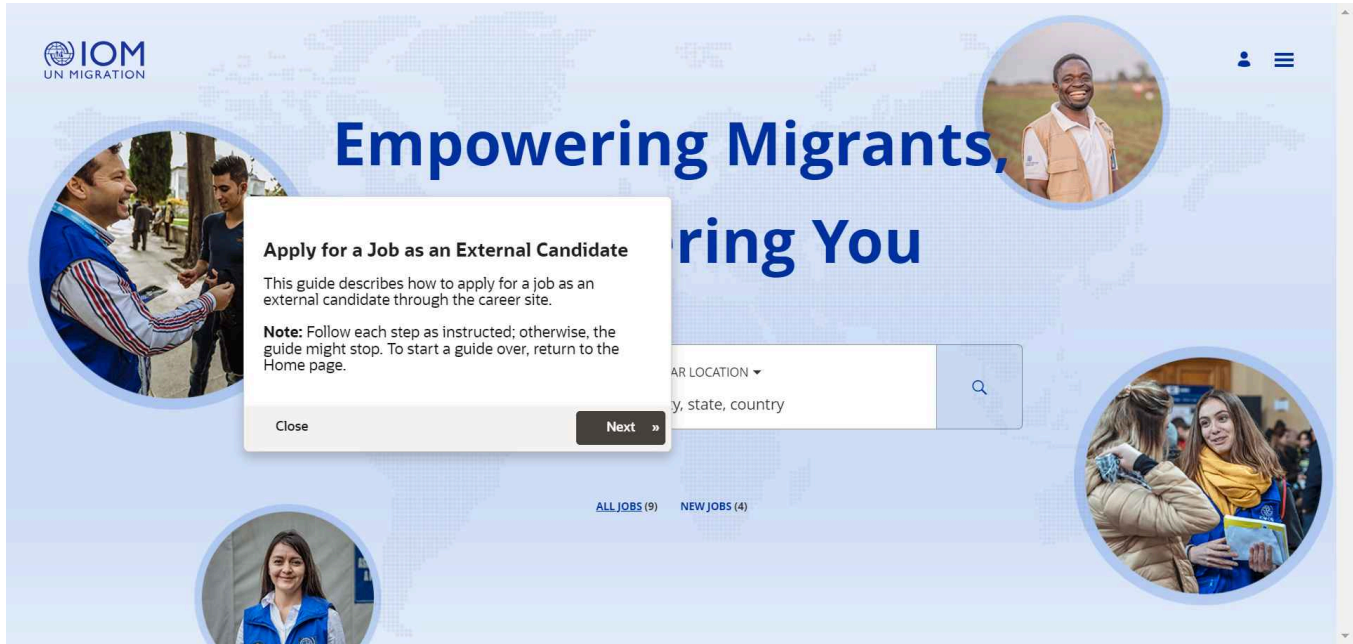 IOM
UN MIGRATION
Empowering Migrants,
ring You
Apply for a Job as an External Candidate
This guide describes how to apply for a job as an
external candidate through the career site.
Note: Follow each step as instructed; otherwise, the
guide might stop. To start a guide over, return to the
Home page.
Close
Next »
LOCATION
state, country
ALL JOBS (9)
NEW JOBS (4)